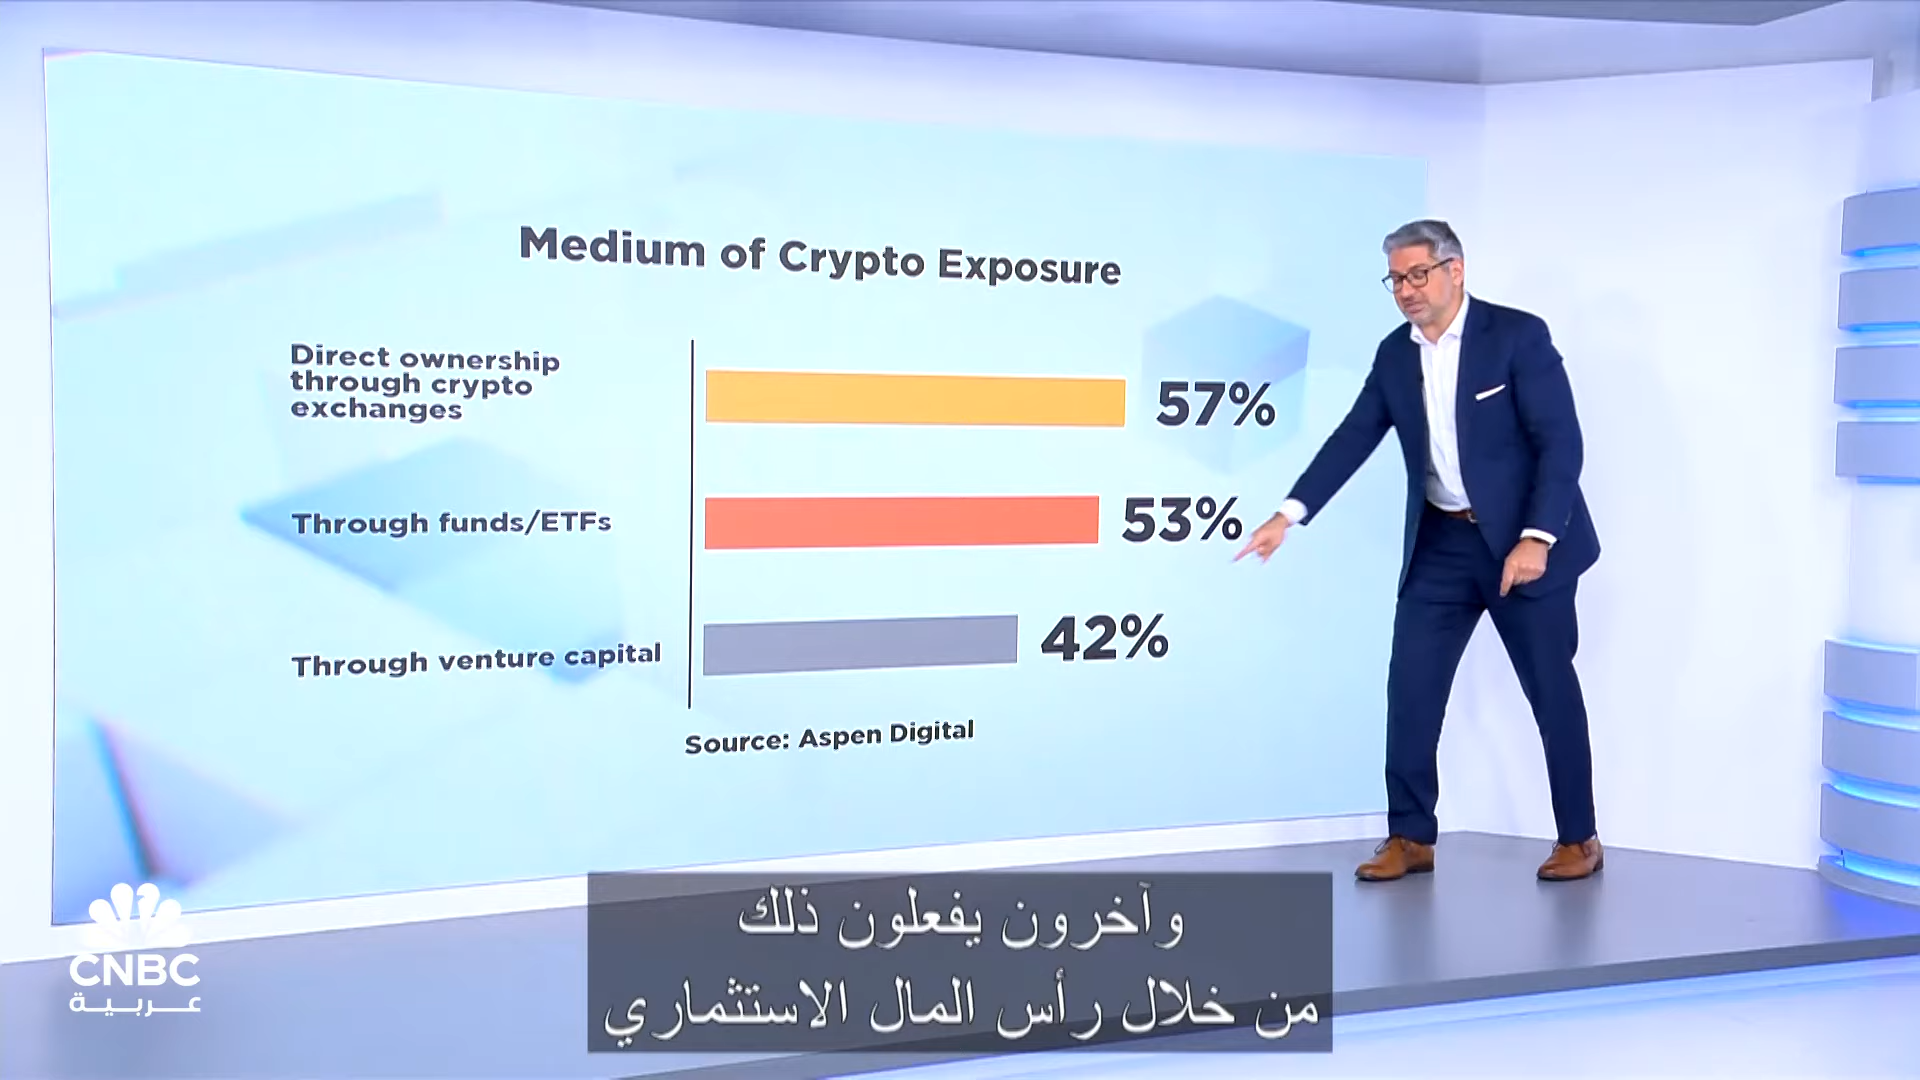 Medium of Crypto Exposure
Direct ownership
through crypto
exchanges
57%
Through funds/ETFs
53%
Through venture capital
42%
Source: Aspen Digital
CNBC
عربية
وآخرون يفعلون ذلك
من خلال رأس المال الاستثماري